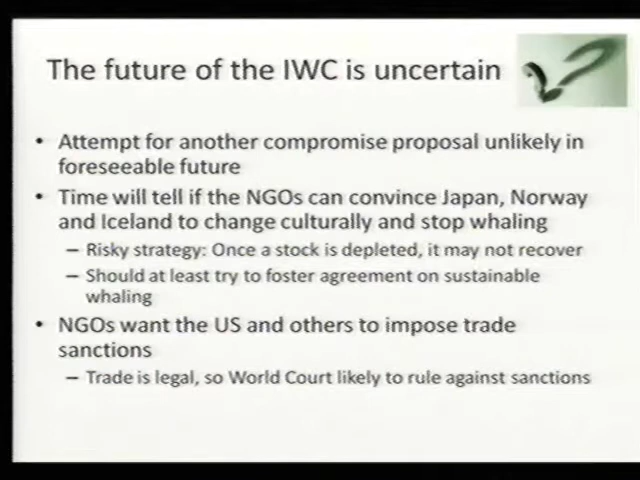 The future of the IWC is uncertain
• Attempt for another compromise proposal unlikely in
foreseeable future
• Time will tell if the NGOs can convince Japan, Norway
and Iceland to change culturally and stop whaling
– Risky strategy: Once a stock is depleted, it may not recover
– Should at least try to foster agreement on sustainable
whaling
• NGOs want the US and others to impose trade
sanctions
– Trade is legal, so World Court likely to rule against sanctions